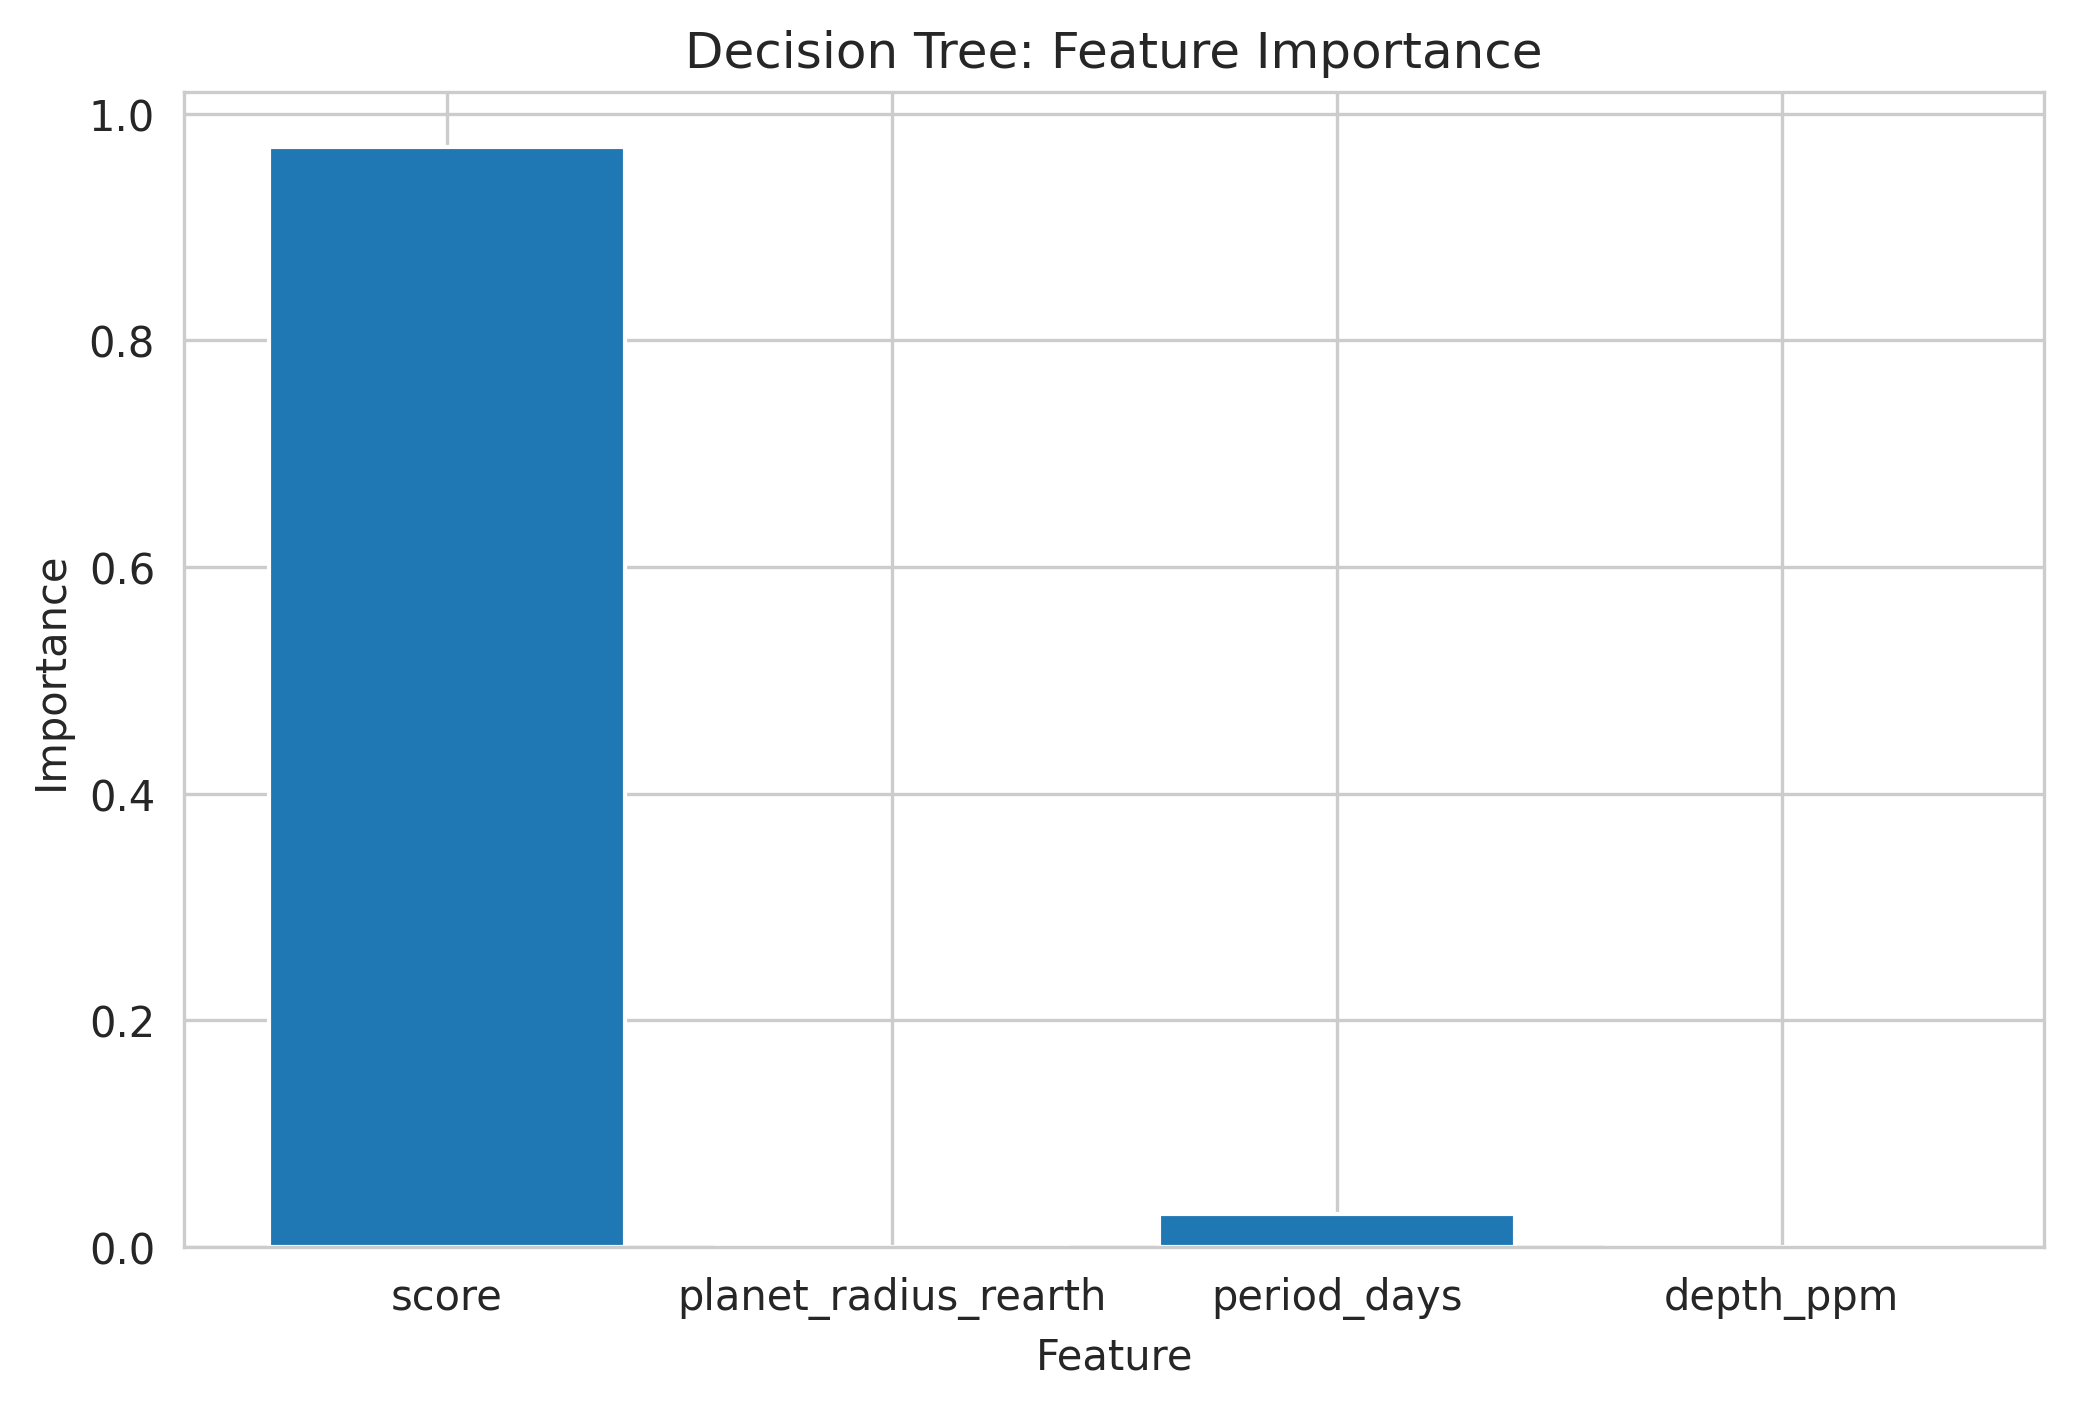 Decision Tree: Feature Importance
1.0
0.8
0.6
0.4
0.2
0.0
Importance
score planet_radius_rearth period_days depth_ppm
Feature